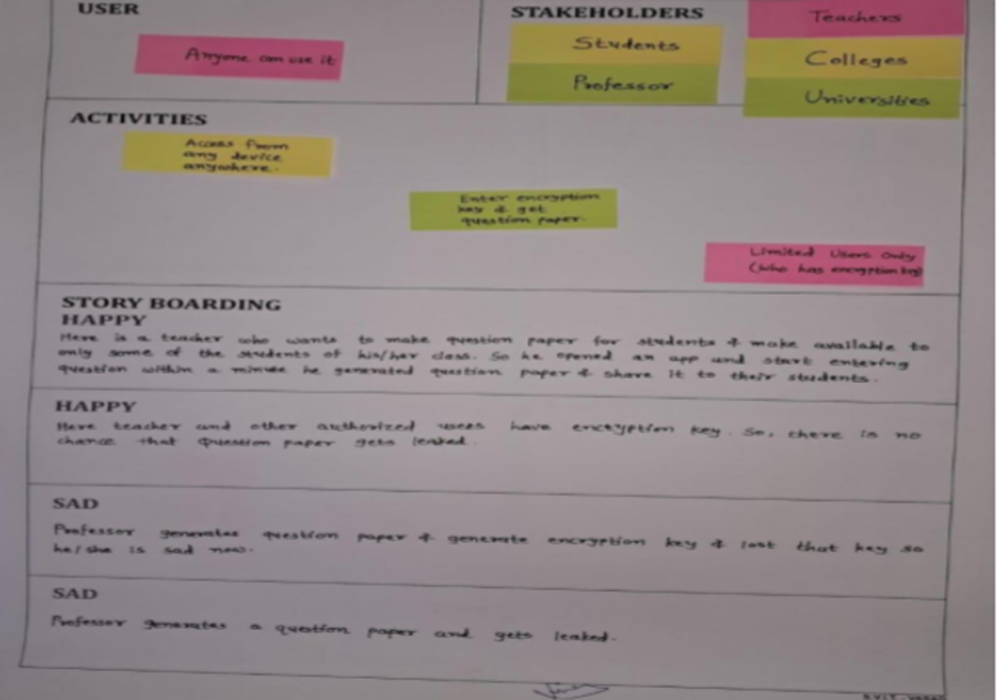 USER
Anyone can use it
STAKEHOLDERS
Students
Professor
Teachers
Colleges
Universities
ACTIVITIES
Access from
any device
anywhere.
Enter encryption
key & get
question paper.
Limited Users Only
(Who has encryption key)
STORY BOARDING
HAPPY
Here is a teacher who wants to make question paper for students & make available to
only some of the students of his/her class. So he opened an app and start entering
question within a minute he generated question paper & share it to their students.
HAPPY
Here teacher and other authorized users have encryption key. So, there is no
chance that Question paper gets leaked.
SAD
Professor generates question paper & generate encryption key & lost that key so
he/she is sad now.
SAD
Professor generates a question paper and gets leaked.